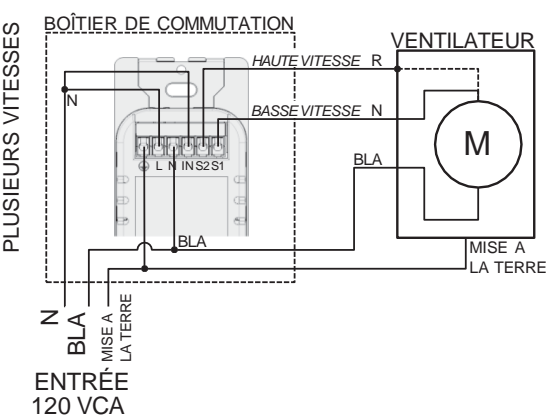 PLUSIEURS VITESSES
BOÎTIER DE COMMUTATION
VENTILATEUR
HAUTE VITESSE R
N
BASSE VITESSE N
M
BLA
L N IN S2 S1
BLA
MISE A
LA TERRE
N
BLA
MISE A
LA TERRE
ENTRÉE
120 VCA